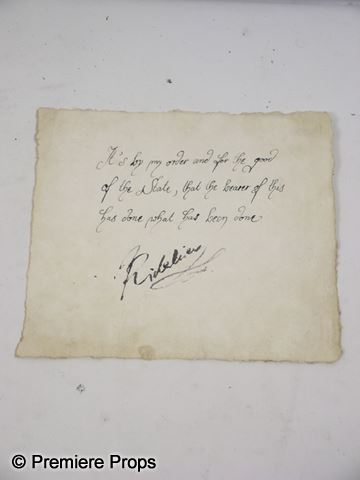 It's by my order and for the good
of the State, that the bearer of this
has done what has been done
Richelieu
© Premiere Props